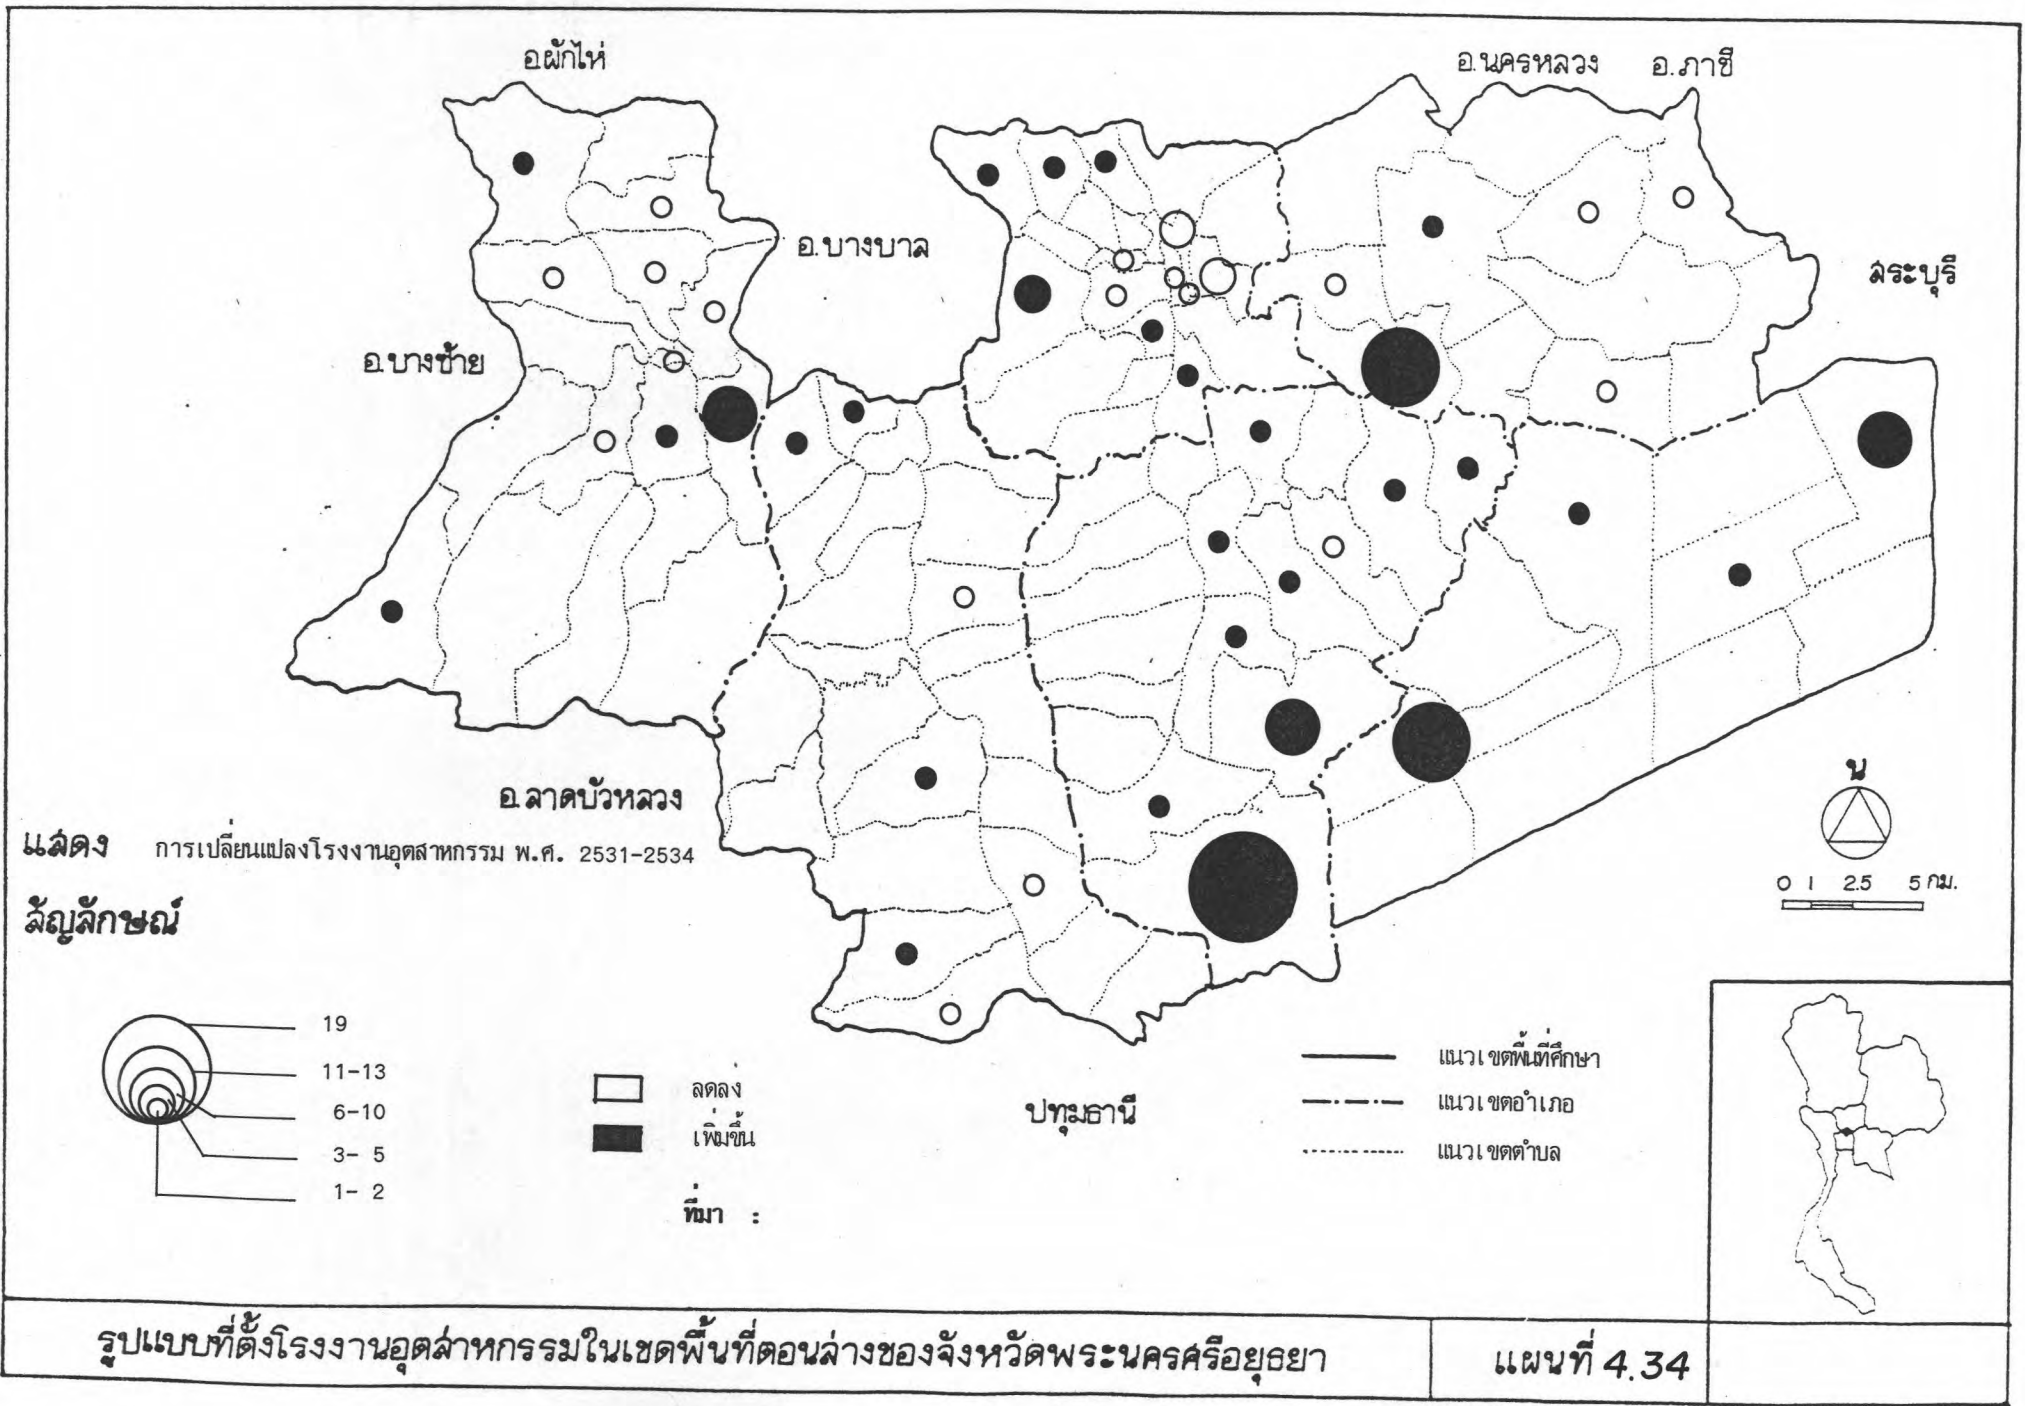 อ.ผักไห่
อ.นครหลวง
อ.ภาชี
อ.บางบาล
สระบุรี
อ.บางซ้าย
อ.ลาดบัวหลวง
แสดง การเปลี่ยนแปลงโรงงานอุตสาหกรรม พ.ศ. 2531-2534
สัญลักษณ์
น
0 1 2.5 5 กม.
19
11-13
6-10
3- 5
1- 2
ลดลง
เพิ่มขึ้น
ที่มา :
ปทุมธานี
แนวเขตพื้นที่ศึกษา
แนวเขตอำเภอ
แนวเขตตำบล
รูปแบบที่ตั้งโรงงานอุตสาหกรรมในเขตพื้นที่ตอนล่างของจังหวัดพระนครศรีอยุธยา
แผนที่ 4.34